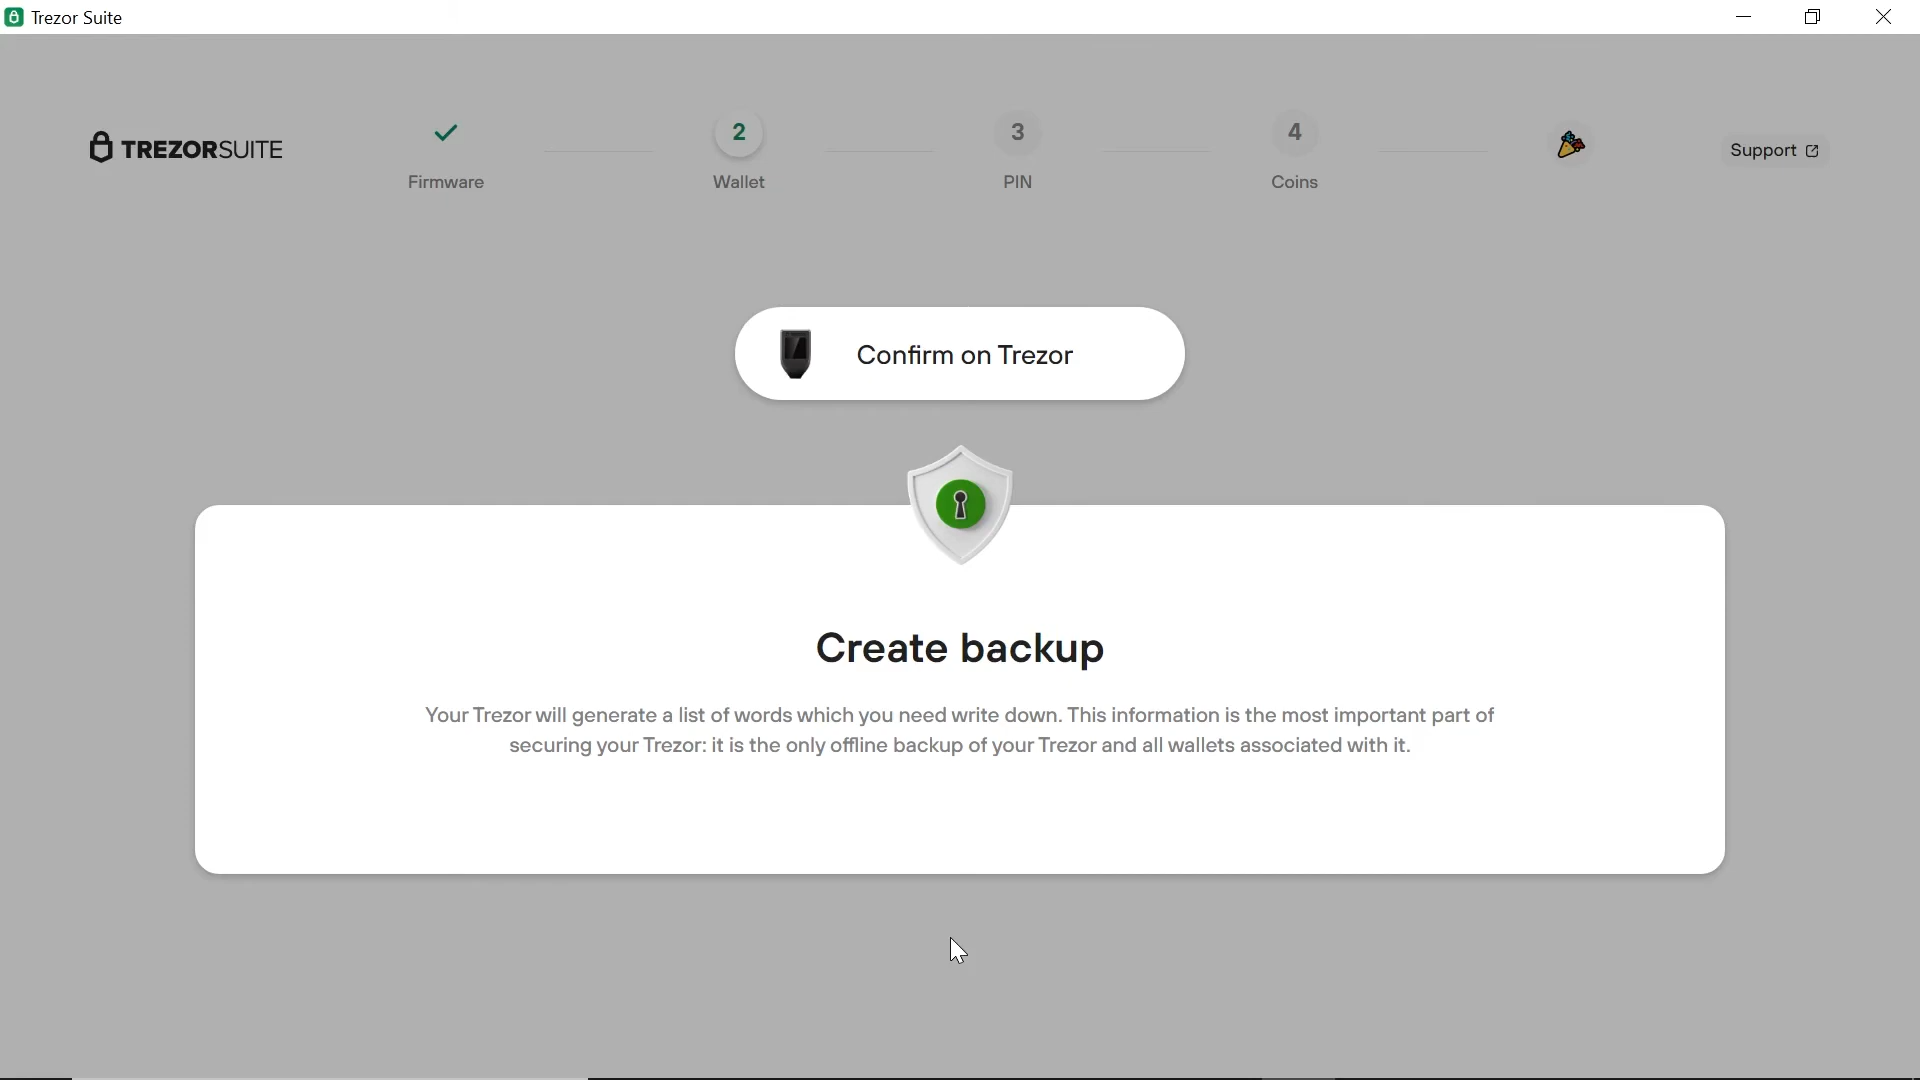 Trezor Suite
TREZORSUITE
Firmware
2
Wallet
3
PIN
4
Coins
Support
Confirm on Trezor
Create backup
Your Trezor will generate a list of words which you need write down. This information is the most important part of
securing your Trezor: it is the only offline backup of your Trezor and all wallets associated with it.